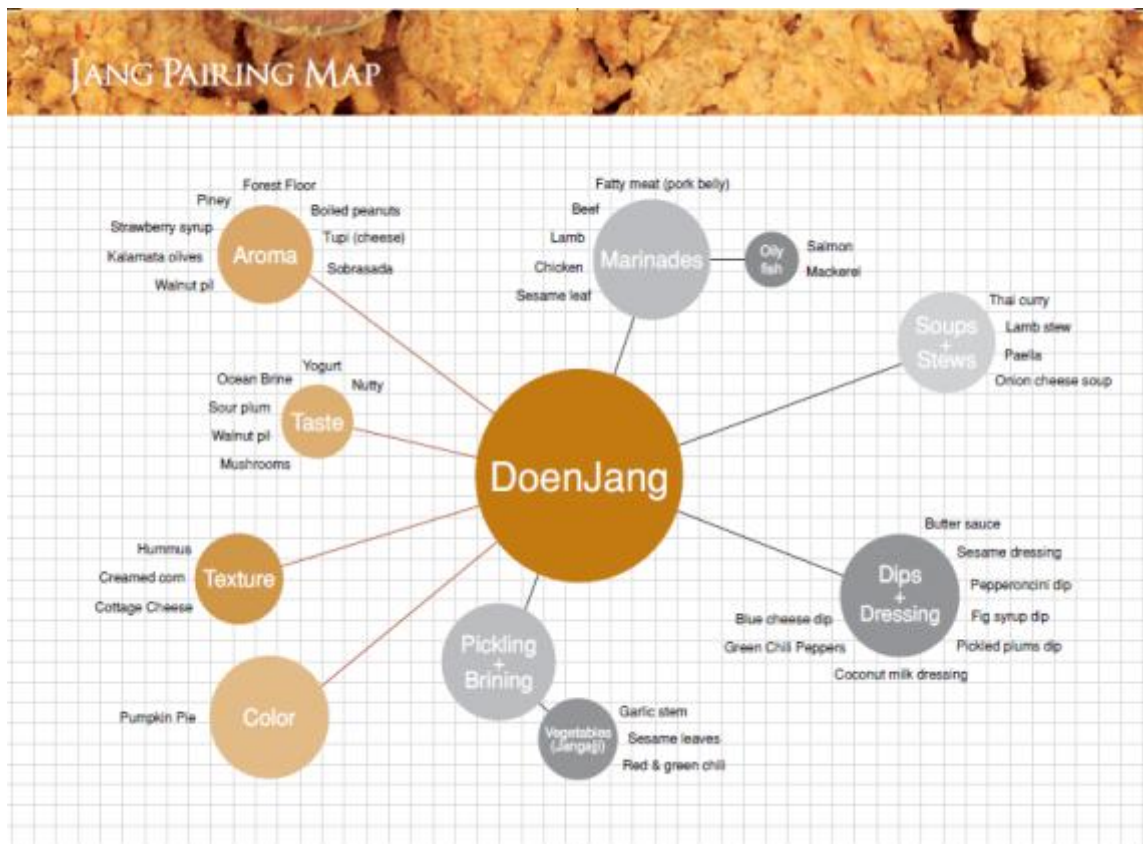 JANG PAIRING MAP
Forest Floor
Piney
Boiled peanuts
Strawberry syrup
Tupi (cheese)
Kalamata olives
Sobrasada
Walnut pil
Aroma
Yogurt
Ocean Brine
Nutty
Sour plum
Walnut pil
Mushrooms
Taste
Hummus
Creamed corn
Cottage Cheese
Texture
Pumpkin Pie
Color
DoenJang
Fatty meat (pork belly)
Beef
Lamb
Chicken
Sesame leaf
Marinades
Oily
fish
Salmon
Mackerel
Soups
+
Stews
Thai curry
Lamb stew
Paella
Onion cheese soup
Dips
+
Dressing
Butter sauce
Sesame dressing
Pepperoncini dip
Fig syrup dip
Pickled plums dip
Coconut milk dressing
Blue cheese dip
Green Chili Peppers
Pickling
+
Brining
Vegetables
(Jangajji)
Garlic stem
Sesame leaves
Red & green chili